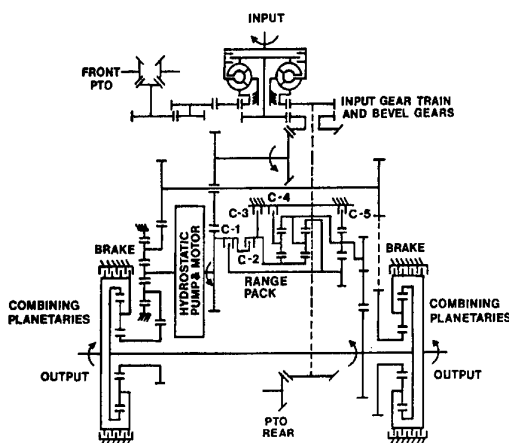 INPUT
FRONT
PTO
INPUT GEAR TRAIN
AND BEVEL GEARS
C-4
C-3
C-5
C-1
C-2
BRAKE
BRAKE
HYDROSTATIC
PUMP & MOTOR
RANGE
PACK
COMBINING
PLANETARIES
COMBINING
PLANETARIES
OUTPUT
OUTPUT
PTO
REAR